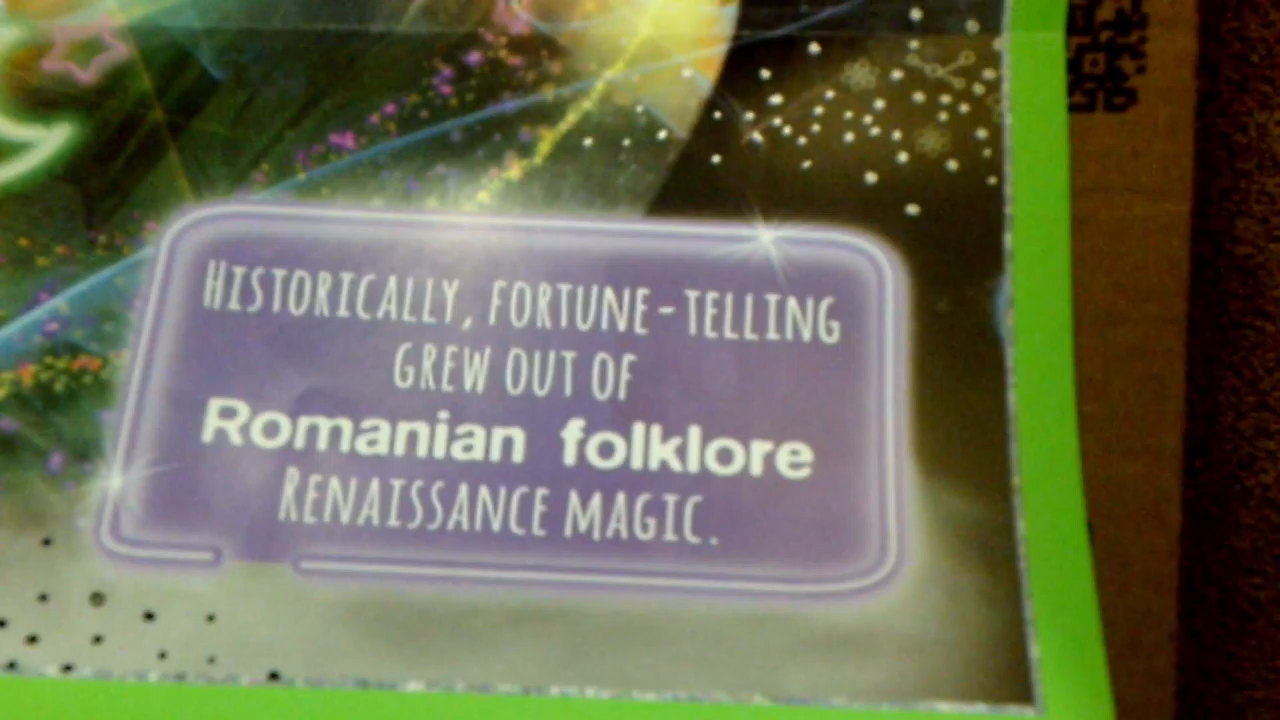 HISTORICALLY, FORTUNE-TELLING
GREW OUT OF
Romanian folklore
RENAISSANCE MAGIC.